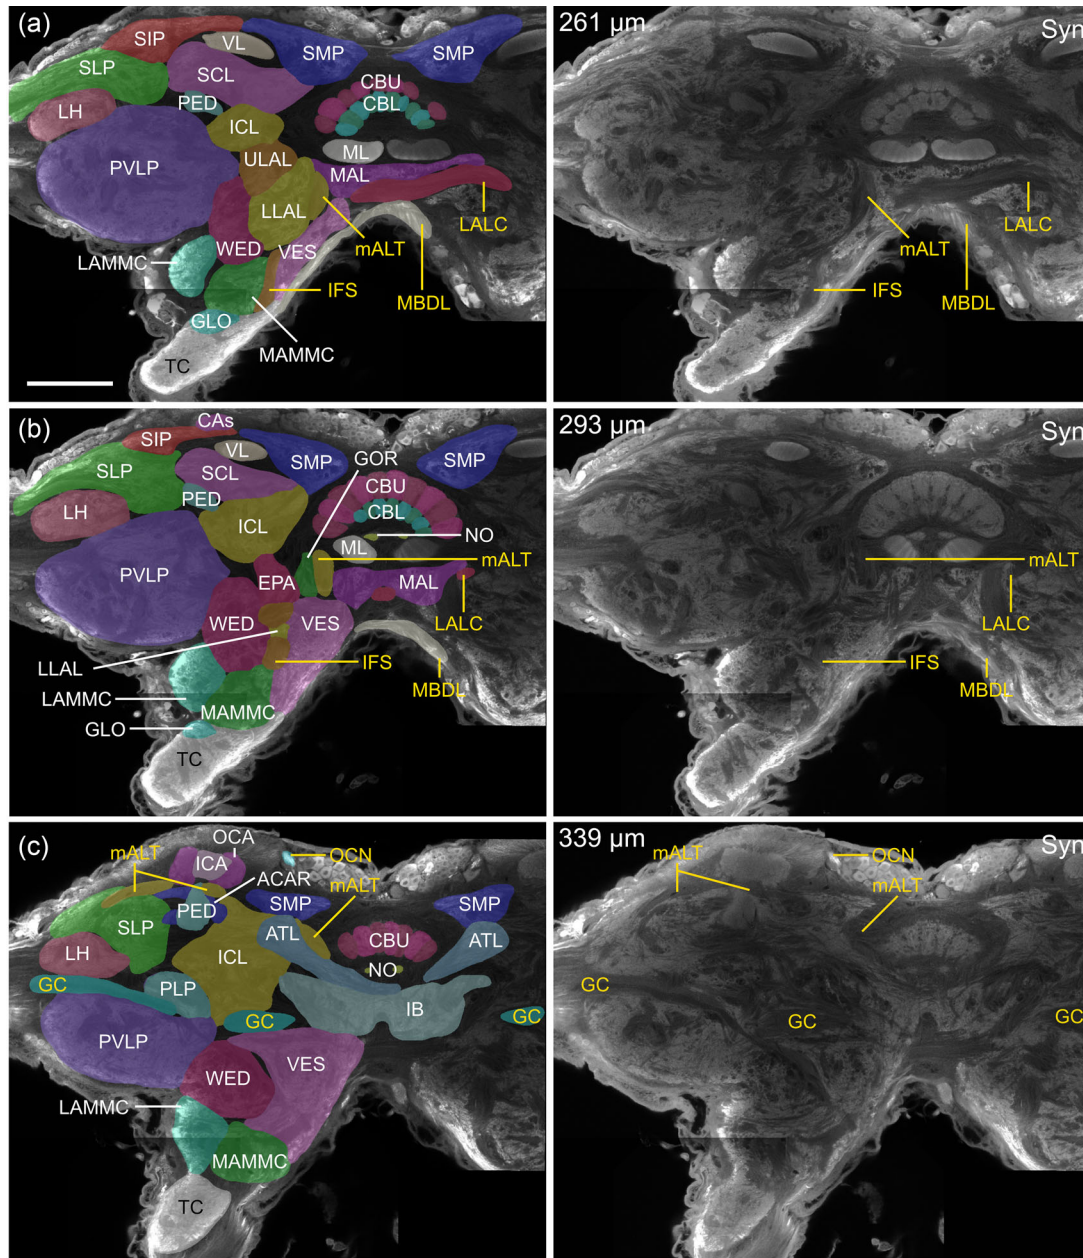 (a)
SIP
VL
SMP
SMP
SLP
SCL
CBU
CBL
LH
PED
ICL
ML
PVLP
ULAL
MAL
LLAL
LALC
WED
VES
mALT
LAMMC
IFS
MBDL
GLO
MAMMC
TC
261 µm
Syn
mALT
LALC
IFS
MBDL
(b)
CAs
SIP
VL
SMP
GOR
SMP
SLP
SCL
CBU
PED
CBL
LH
ICL
NO
ML
mALT
PVLP
EPA
MAL
WED
VES
LALC
LLAL
IFS
LAMMC
MBDL
MAMMC
GLO
TC
293 µm
Syn
mALT
LALC
IFS
MBDL
(c)
OCA
mALT
ICA
OCN
ACAR
mALT
PED
SMP
SMP
SLP
ATL
CBU
ATL
LH
ICL
NO
GC
PLP
IB
GC
GC
PVLP
VES
WED
LAMMC
MAMMC
TC
339 µm
Syn
mALT
OCN
mALT
GC
GC
GC